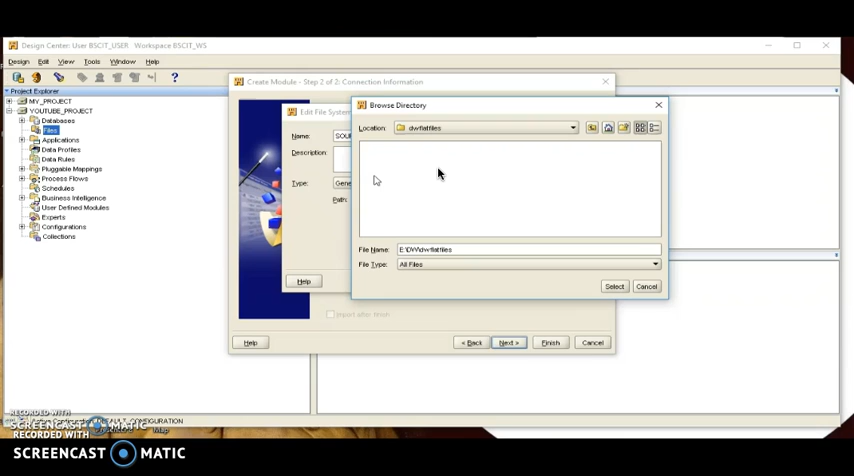 Design Center: User BSCIT_USER Workspace BSCIT_WS
Design Edit View Tools Window Help
Project Explorer
MY_PROJECT
YOUTUBE_PROJECT
Databases
Files
Applications
Data Profiles
Data Rules
Pluggable Mappings
Process Flows
Schedules
Business Intelligence
User Defined Modules
Experts
Configurations
Collections
Create Module - Step 2 of 2: Connection Information
Edit File System
Name: SOU
Description:
Type: Gene
Path:
Help
Import after finish
Help < Back Next > Finish Cancel
Browse Directory
Location: dwflatfiles
File Name: E:\DW\dwflatfiles
File Type: All Files
Select Cancel
RECORDED WITH
SCREENCAST MATIC
RECORDED WITH
SCREENCAST MATIC